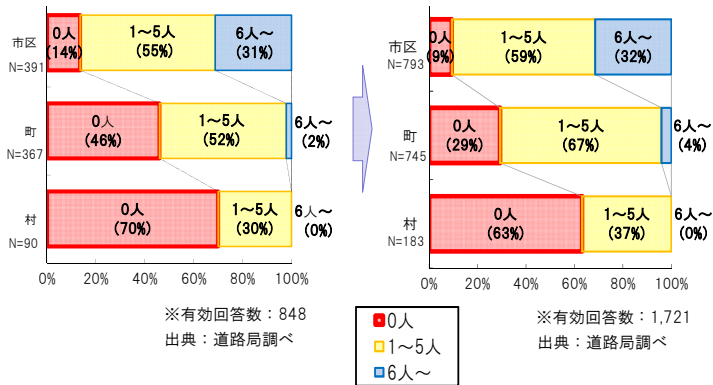 市区
N=391
0人
(14%)
1～5人
(55%)
6人～
(31%)
町
N=367
0人
(46%)
1～5人
(52%)
6人～
(2%)
村
N=90
0人
(70%)
1～5人
(30%)
6人～
(0%)
0% 20% 40% 60% 80% 100%
※有効回答数：848
出典：道路局調べ
市区
N=793
0人
(9%)
1～5人
(59%)
6人～
(32%)
町
N=745
0人
(29%)
1～5人
(67%)
6人～
(4%)
村
N=183
0人
(63%)
1～5人
(37%)
6人～
(0%)
0% 20% 40% 60% 80% 100%
※有効回答数：1,721
出典：道路局調べ
0人
1～5人
6人～